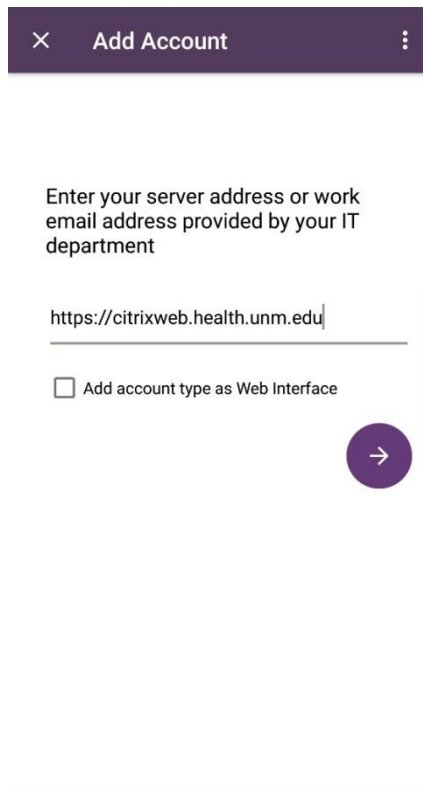 Add Account
Enter your server address or work
email address provided by your IT
department
https://citrixweb.health.unm.edu
Add account type as Web Interface